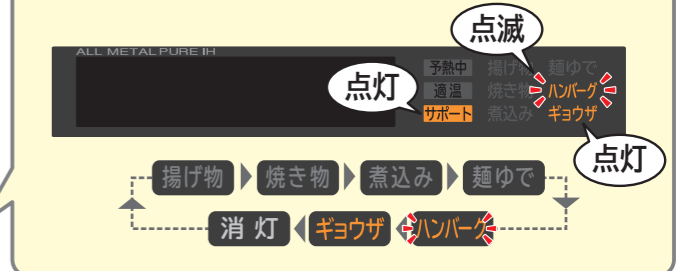 点滅
ALL METAL PURE IH
予熱中 揚げ物 麺ゆで
点灯
適温 焼き物 ハンバーグ
サポート 煮込み ギョウザ
点灯
揚げ物 焼き物 煮込み 麺ゆで
消灯 ギョウザ ハンバーグ